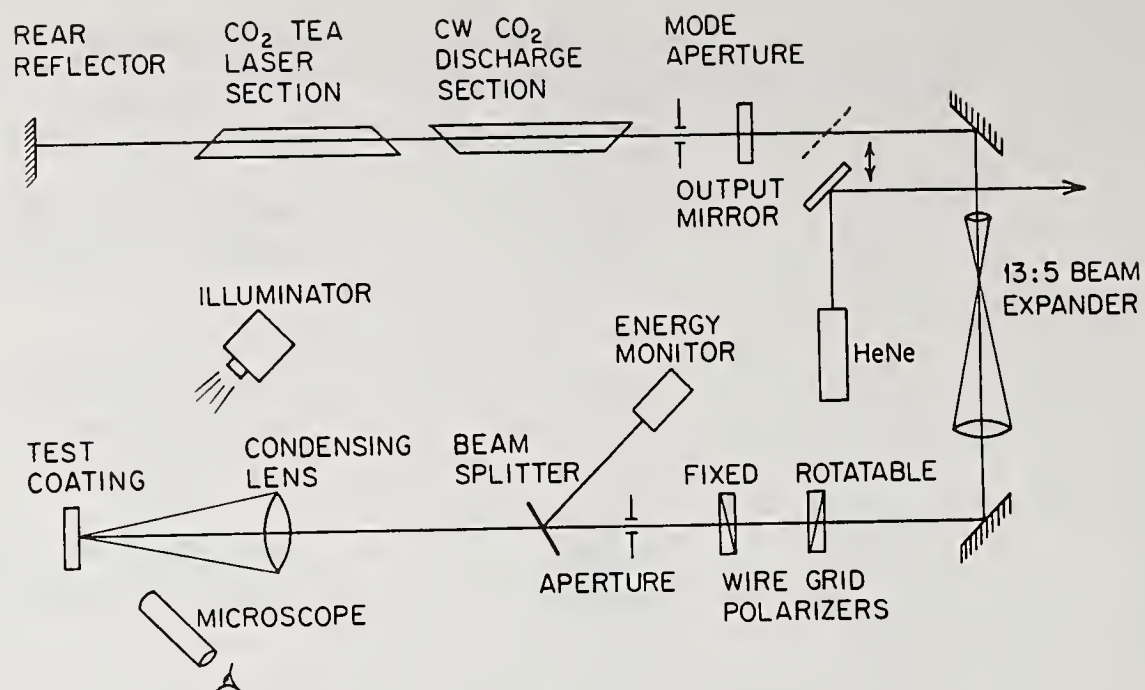 REAR
REFLECTOR
CO₂ TEA
LASER
SECTION
CW CO₂
DISCHARGE
SECTION
MODE
APERTURE
OUTPUT
MIRROR
13:5 BEAM
EXPANDER
HeNe
ILLUMINATOR
ENERGY
MONITOR
TEST
COATING
CONDENSING
LENS
BEAM
SPLITTER
FIXED
ROTATABLE
APERTURE
WIRE GRID
POLARIZERS
MICROSCOPE